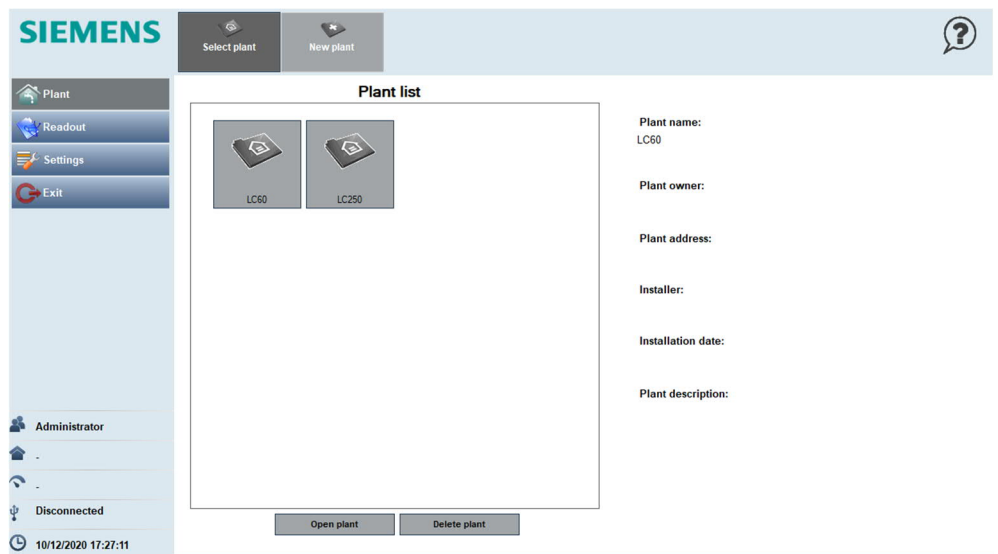 SIEMENS
Select plant
New plant
?
Plant
Readout
Settings
Exit
Plant list
LC60
LC250
Open plant
Delete plant
Plant name:
LC60
Plant owner:
Plant address:
Installer:
Installation date:
Plant description:
Administrator
-
-
Disconnected
10/12/2020 17:27:11